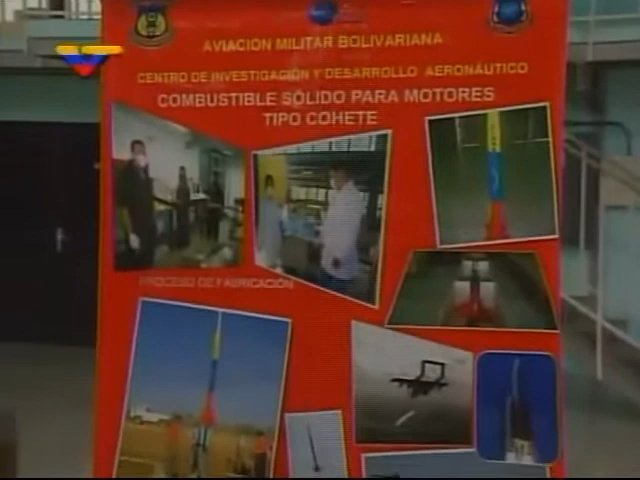 AVIACION MILITAR BOLIVARIANA
CENTRO DE INVESTIGACIÓN Y DESARROLLO AERONÁUTICO
COMBUSTIBLE SÓLIDO PARA MOTORES
TIPO COHETE
PROCESO DE FABRICACIÓN